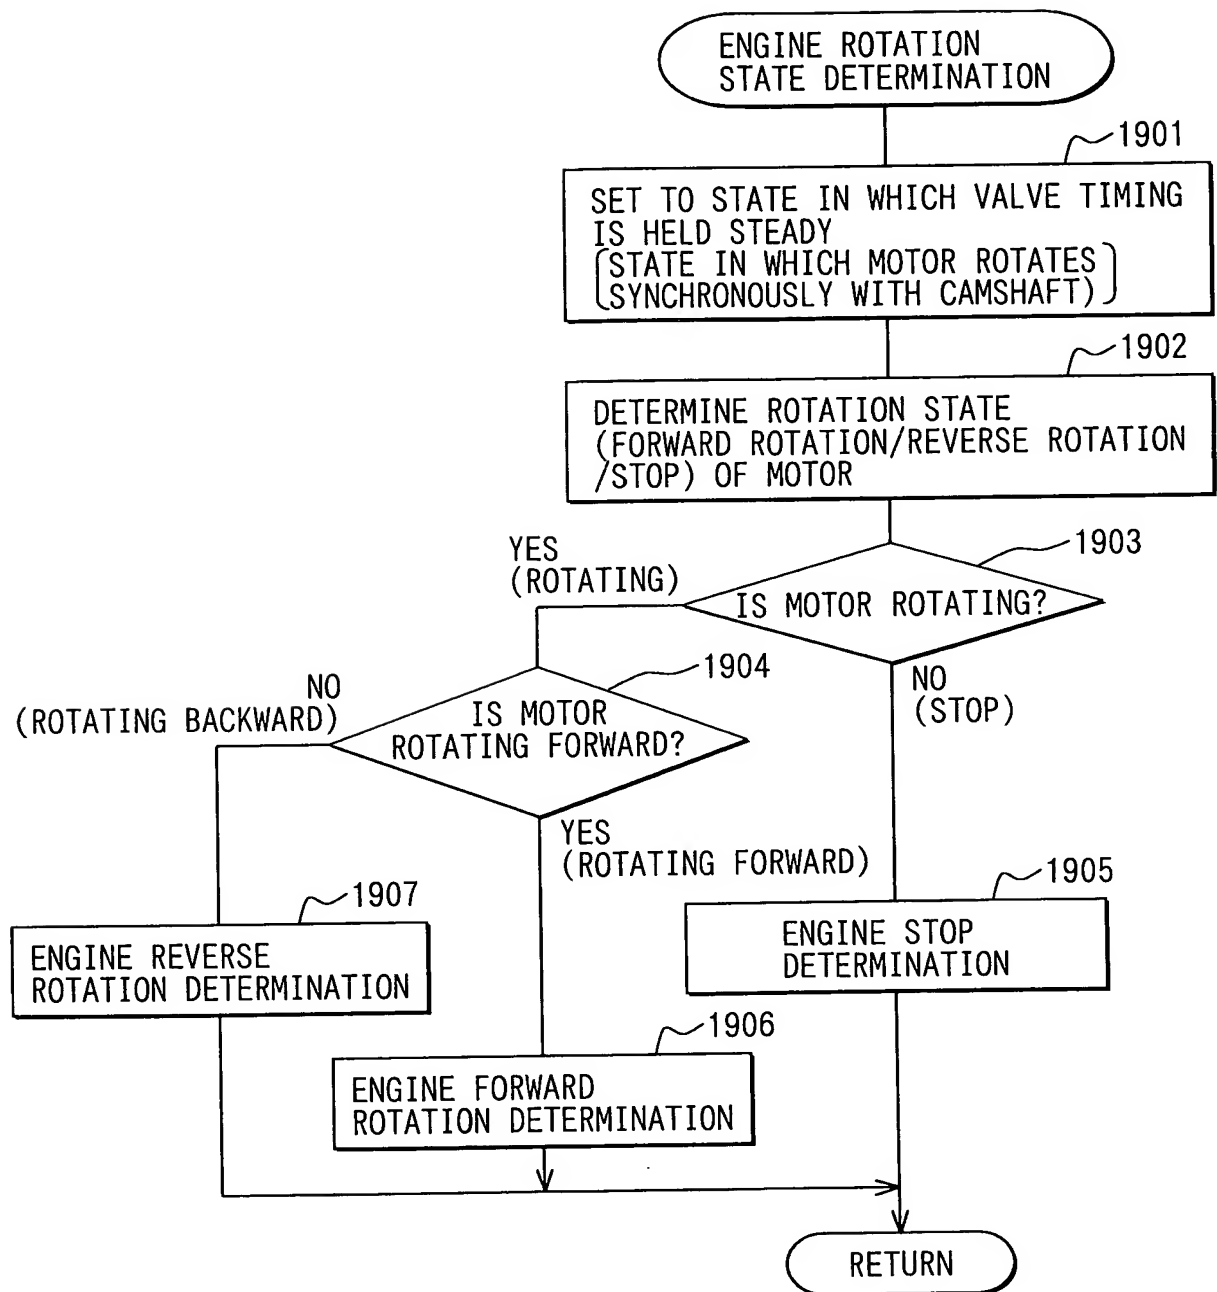 ENGINE ROTATION
STATE DETERMINATION
1901
SET TO STATE IN WHICH VALVE TIMING
IS HELD STEADY
(STATE IN WHICH MOTOR ROTATES
SYNCHRONOUSLY WITH CAMSHAFT))
1902
DETERMINE ROTATION STATE
(FORWARD ROTATION/REVERSE ROTATION
/STOP) OF MOTOR
1903
YES
(ROTATING)
IS MOTOR ROTATING?
1904
NO
(ROTATING BACKWARD)
IS MOTOR
ROTATING FORWARD?
NO
(STOP)
YES
(ROTATING FORWARD)
1905
ENGINE STOP
DETERMINATION
1907
ENGINE REVERSE
ROTATION DETERMINATION
1906
ENGINE FORWARD
ROTATION DETERMINATION
RETURN